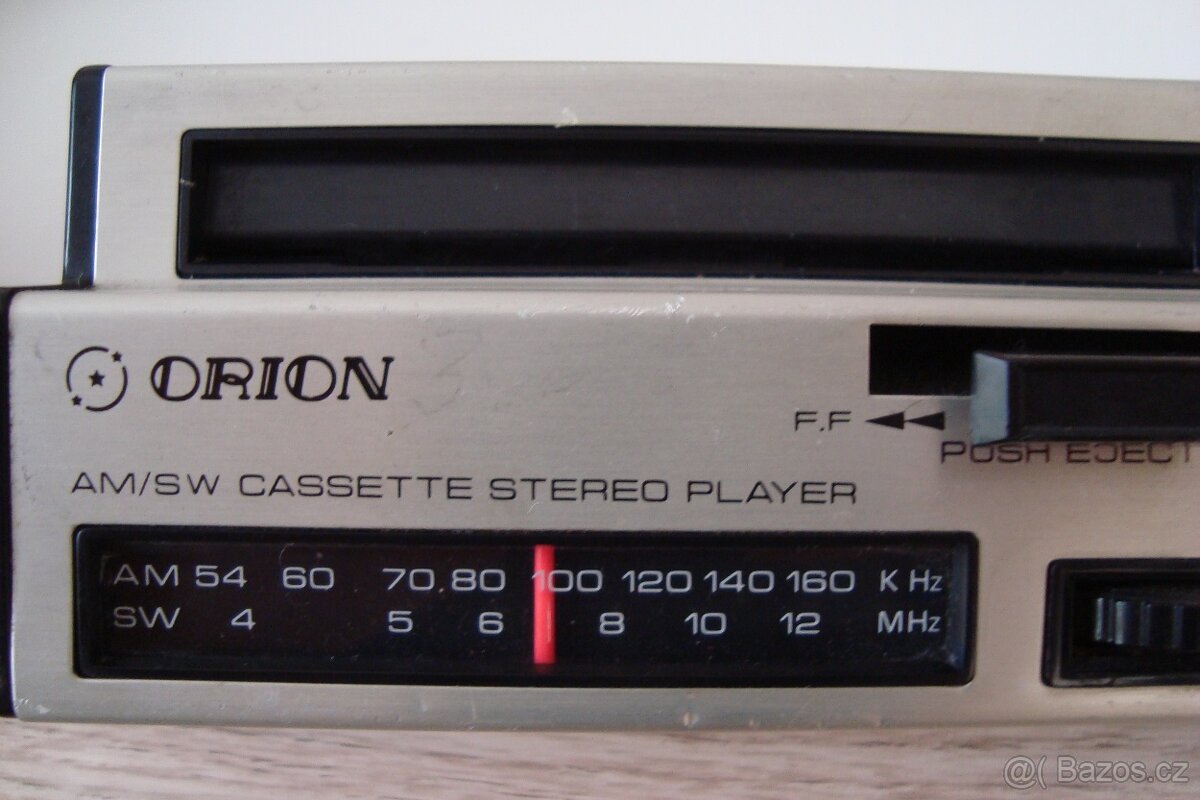 ORION
F.F
PUSH EJECT
AM/SW CASSETTE STEREO PLAYER
AM 54 60 70 80 100 120 140 160 K Hz
SW 4 5 6 8 10 12 MHz
@( Bazos.cz